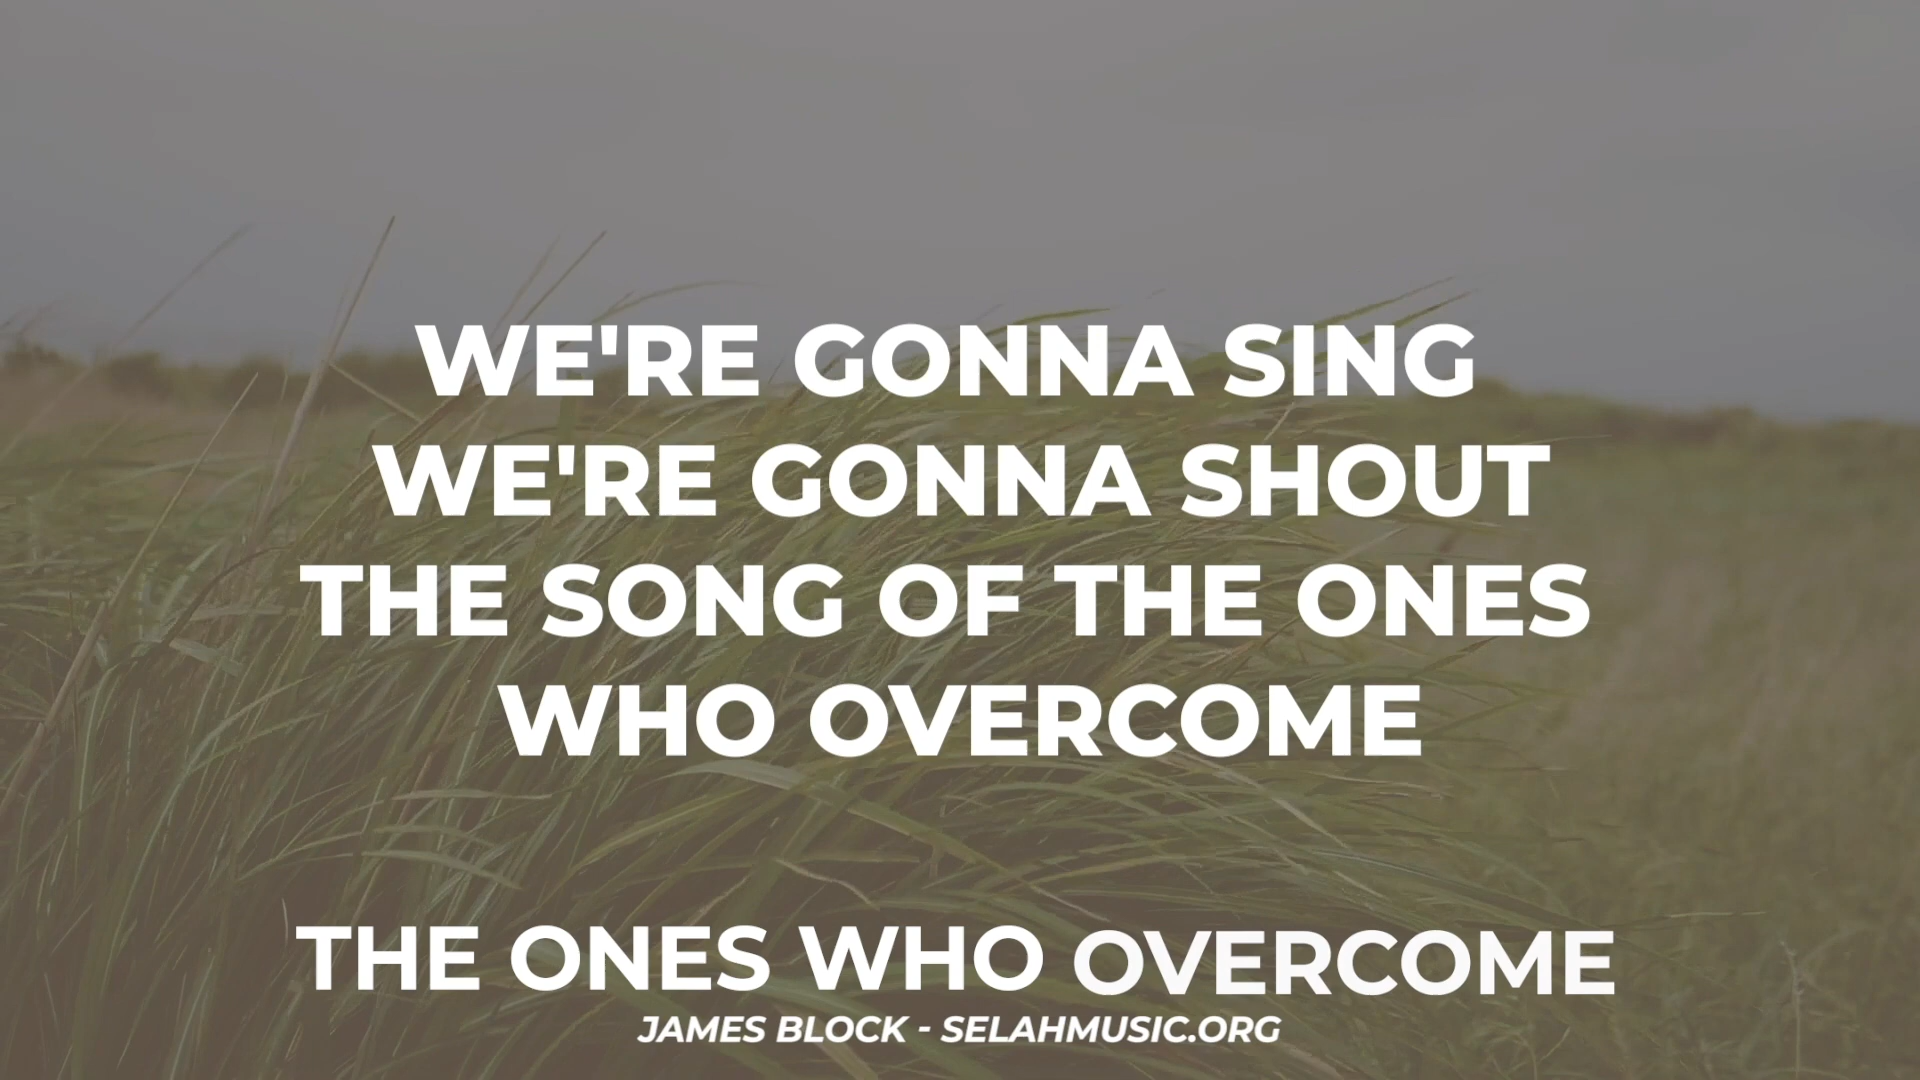 WE'RE GONNA SING
WE'RE GONNA SHOUT
THE SONG OF THE ONES
WHO OVERCOME
THE ONES WHO OVERCOME
JAMES BLOCK - SELAHMUSIC.ORG